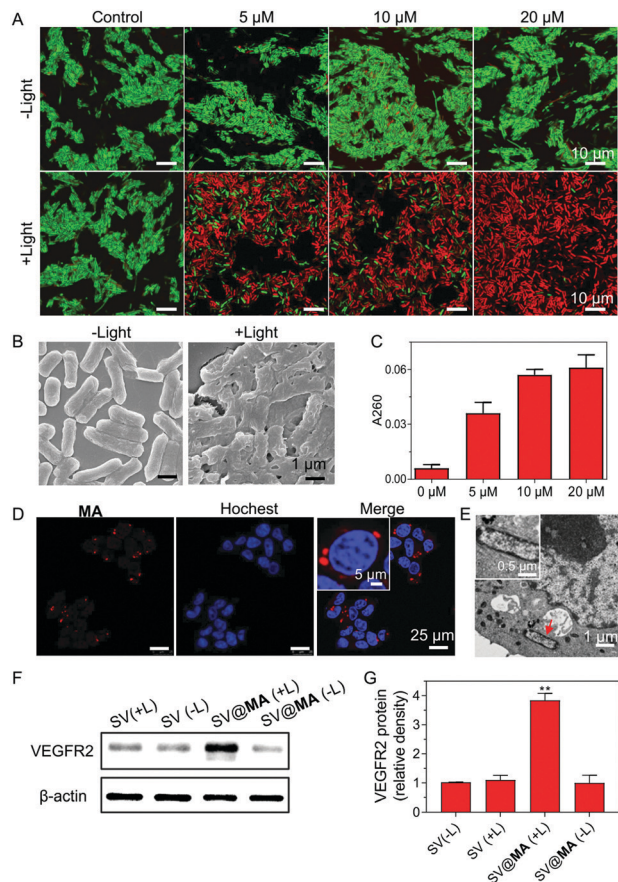 A
Control
5 μM
10 μM
20 μM
-Light
10 μm
+Light
10 μm
B
-Light
+Light
1 μm
C
A260
0.06
0.03
0.00
0 μM
5 μM
10 μM
20 μM
D
MA
Hochest
Merge
5 μm
25 μm
E
0.5 μm
1 μm
F
SV(+L)
SV (-L)
SV@MA (+L)
SV@MA (-L)
VEGFR2
β-actin
G
VEGFR2 protein
(relative density)
5
4
3
2
1
0
**
SV(-L)
SV (+L)
SV@MA (+L)
SV@MA (-L)